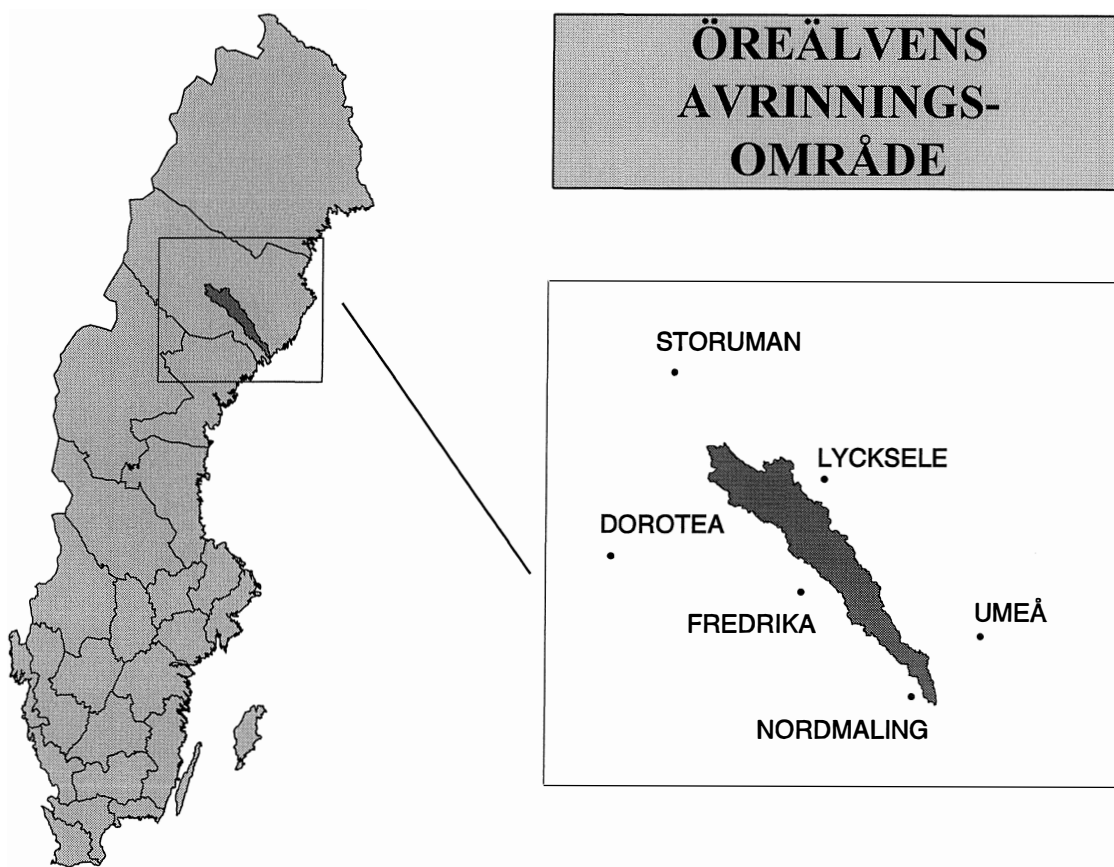 ÖREÄLVENS
AVRINNINGS-
OMRÅDE
STORUMAN
LYCKSELE
DOROTEA
FREDRIKA
UMEÅ
NORDMALING